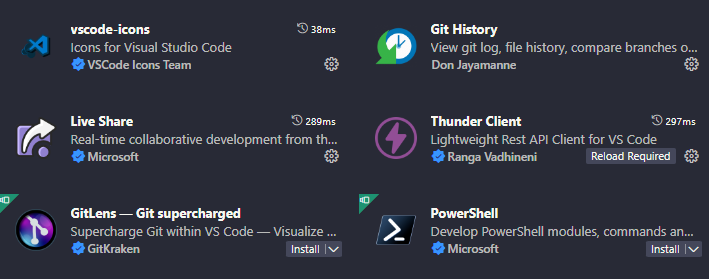 vscode-icons 38ms
Icons for Visual Studio Code
VSCode Icons Team
Git History
View git log, file history, compare branches o...
Don Jayamanne
Live Share 289ms
Real-time collaborative development from th...
Microsoft
Thunder Client 297ms
Lightweight Rest API Client for VS Code
Ranga Vadhineni Reload Required
GitLens — Git supercharged
Supercharge Git within VS Code — Visualize ...
GitKraken Install
PowerShell
Develop PowerShell modules, commands an...
Microsoft Install